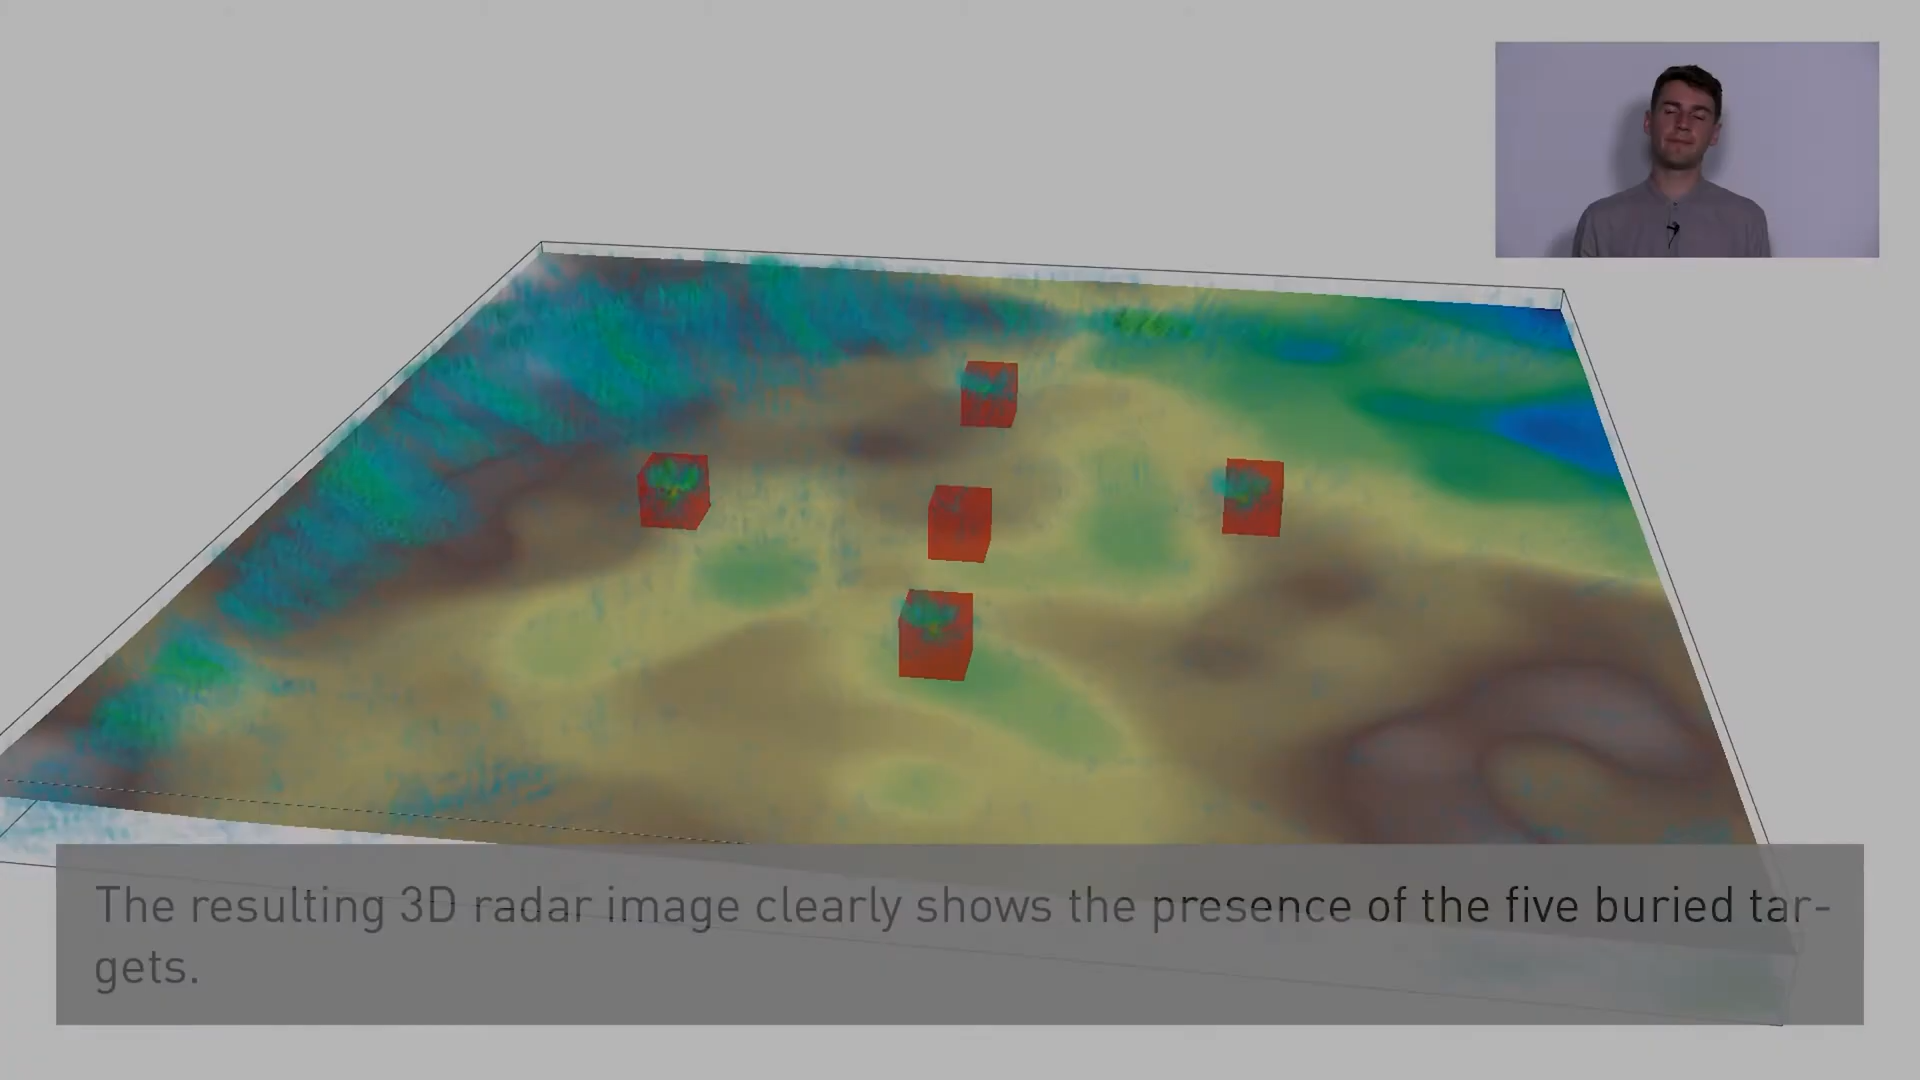 The resulting 3D radar image clearly shows the presence of the five buried tar-
gets.